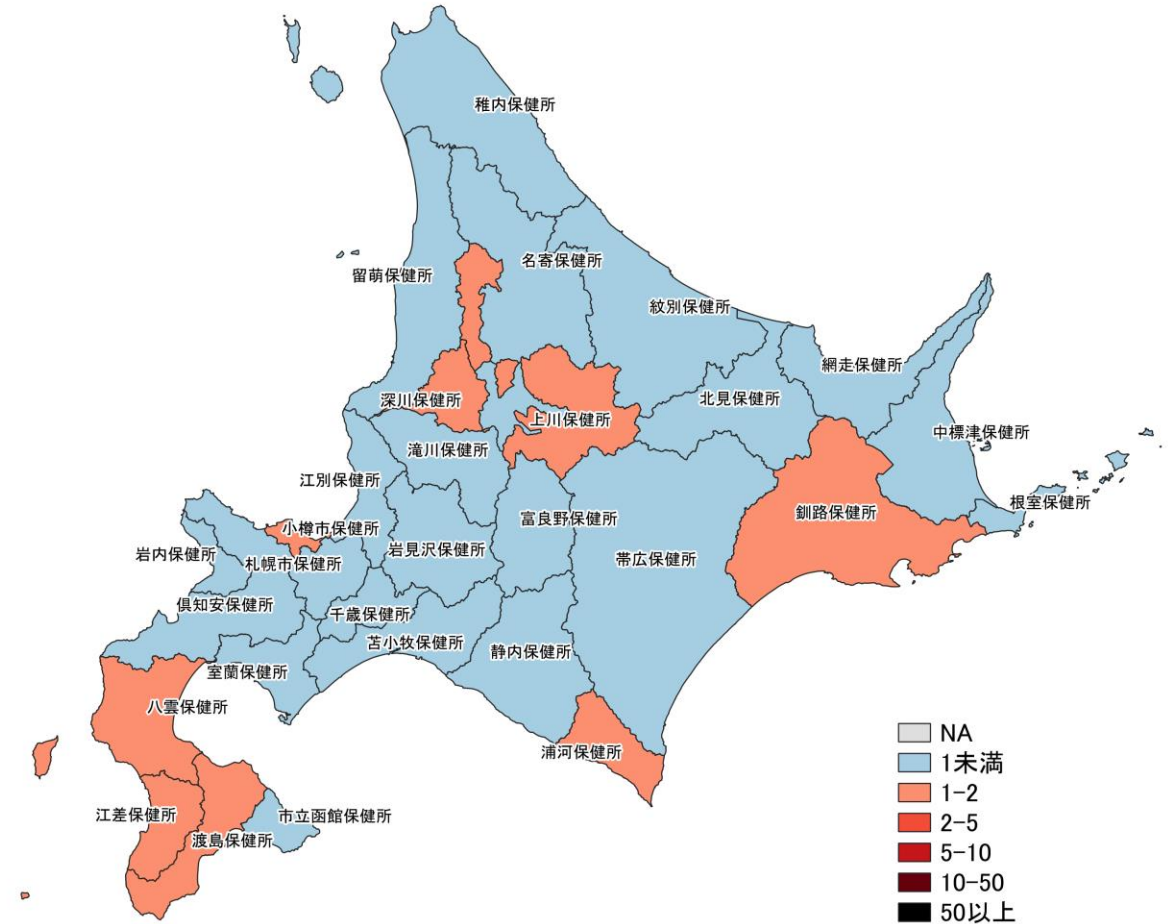 稚内保健所
名寄保健所
留萌保健所
紋別保健所
網走保健所
北見保健所
深川保健所
上川保健所
中標津保健所
滝川保健所
江別保健所
根室保健所
釧路保健所
富良野保健所
小樽市保健所
岩見沢保健所
岩内保健所
札幌市保健所
帯広保健所
倶知安保健所
千歳保健所
苫小牧保健所
静内保健所
室蘭保健所
八雲保健所
浦河保健所
江差保健所
市立函館保健所
渡島保健所
NA
1未満
1-2
2-5
5-10
10-50
50以上